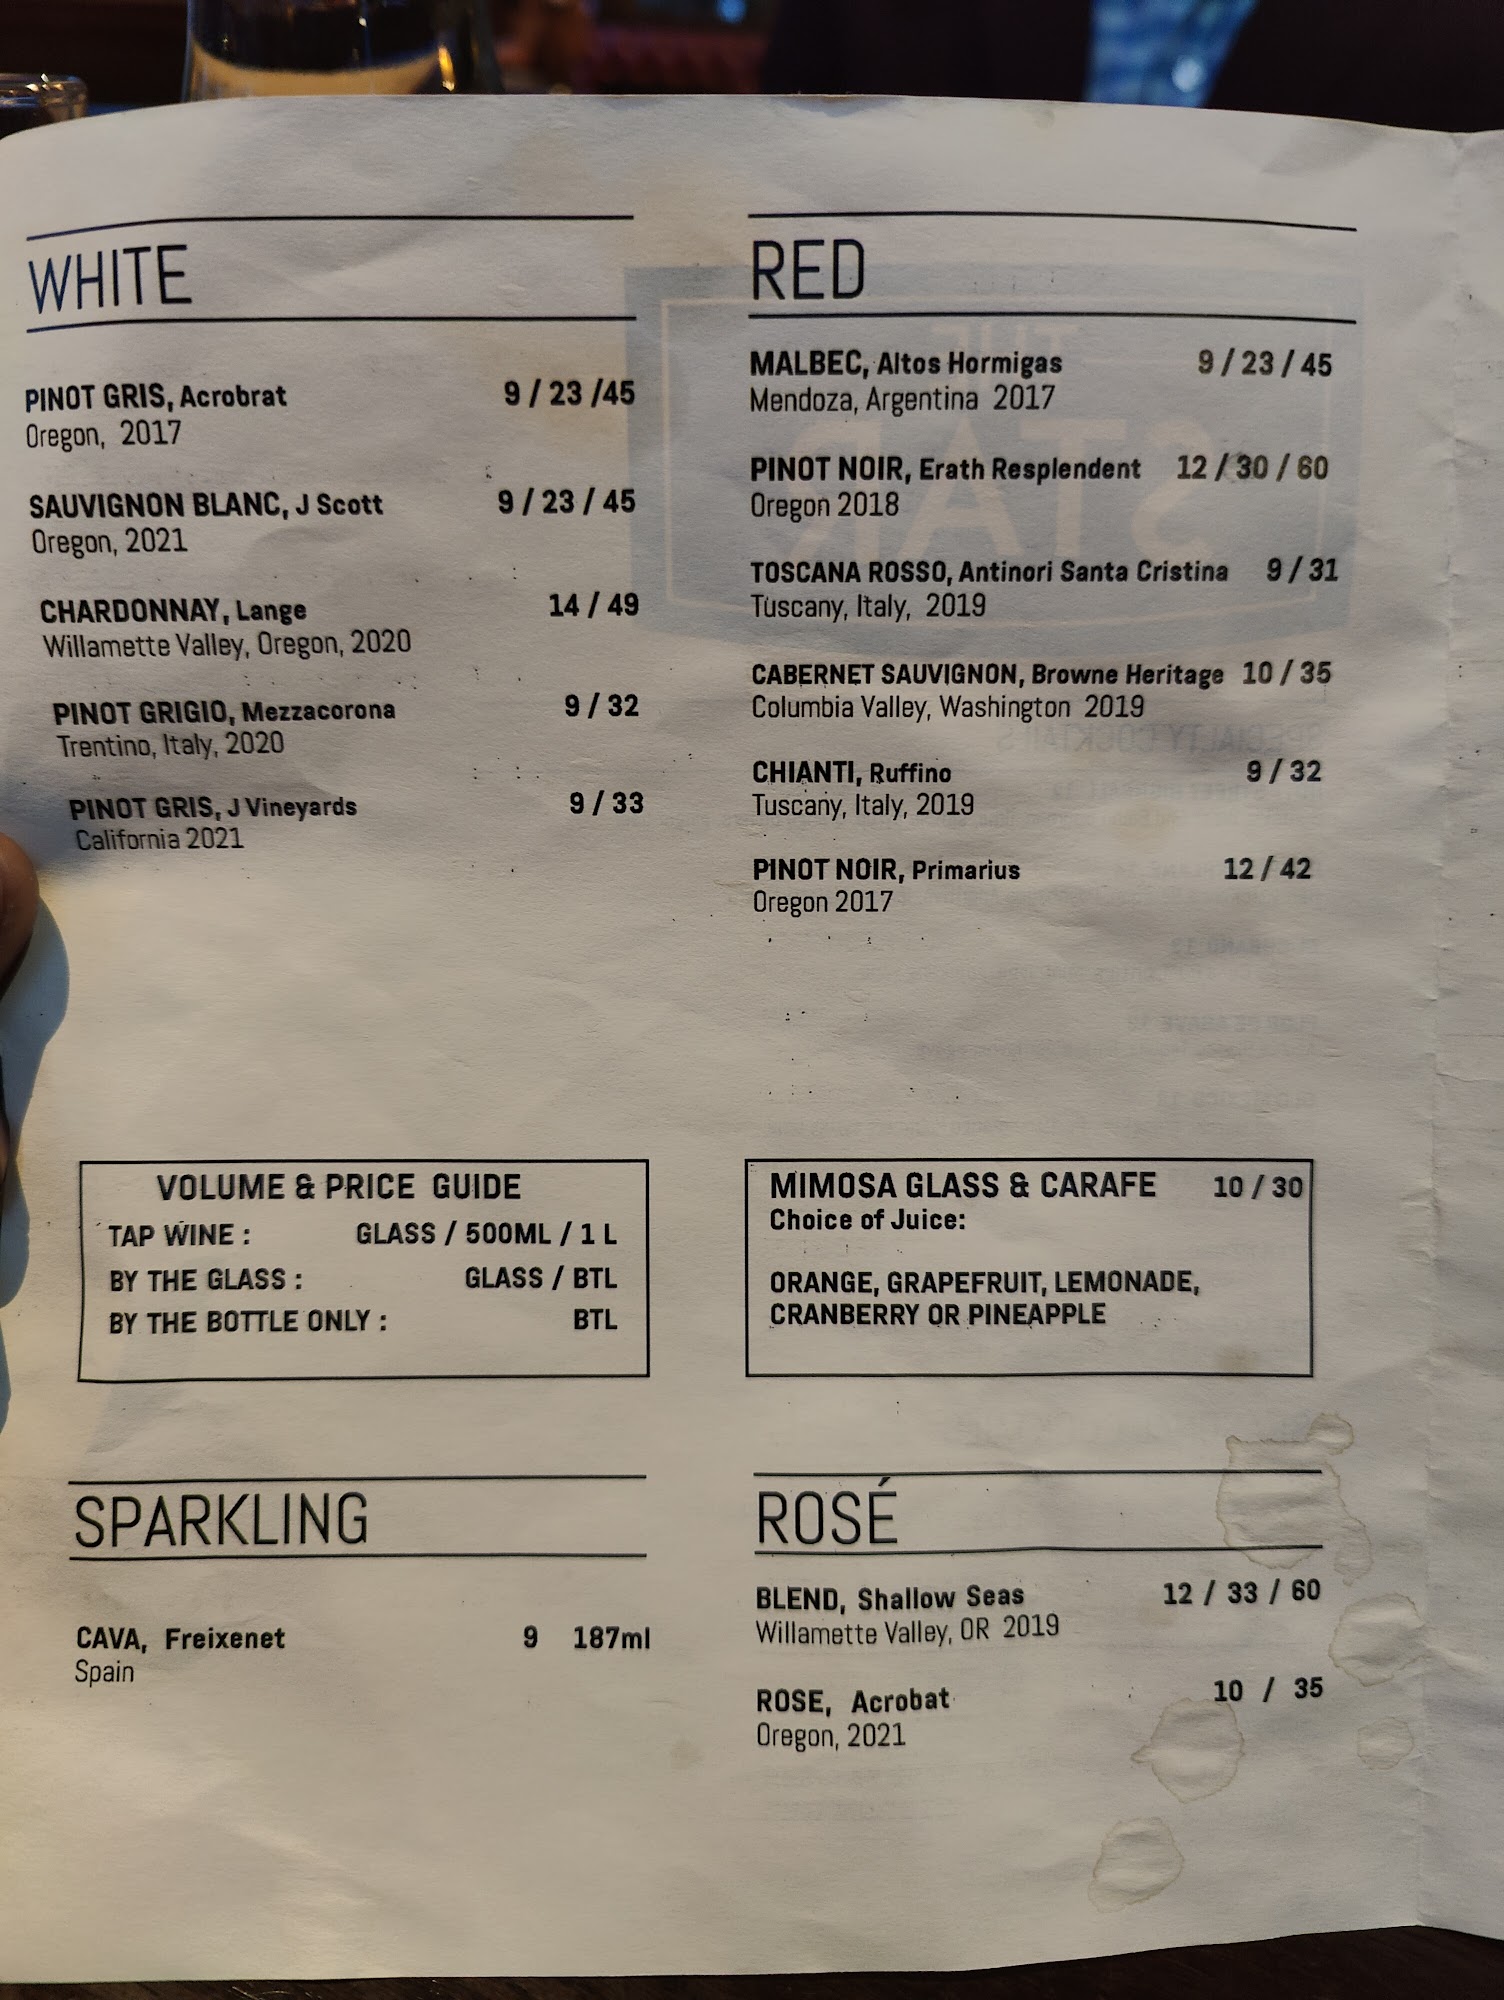 WHITE
PINOT GRIS, Acrobrat 9 / 23 /45
Oregon, 2017
SAUVIGNON BLANC, J Scott 9 / 23 / 45
Oregon, 2021
CHARDONNAY, Lange 14 / 49
Willamette Valley, Oregon, 2020
PINOT GRIGIO, Mezzacorona 9 / 32
Trentino, Italy, 2020
PINOT GRIS, J Vineyards 9 / 33
California 2021
RED
MALBEC, Altos Hormigas 9 / 23 / 45
Mendoza, Argentina 2017
PINOT NOIR, Erath Resplendent 12 / 30 / 60
Oregon 2018
TOSCANA ROSSO, Antinori Santa Cristina 9 / 31
Tuscany, Italy, 2019
CABERNET SAUVIGNON, Browne Heritage 10 / 35
Columbia Valley, Washington 2019
CHIANTI, Ruffino 9 / 32
Tuscany, Italy, 2019
PINOT NOIR, Primarius 12 / 42
Oregon 2017
THE
STAR
SPECIALTY COCKTAILS
VOLUME & PRICE GUIDE
TAP WINE : GLASS / 500ML / 1 L
BY THE GLASS : GLASS / BTL
BY THE BOTTLE ONLY : BTL
MIMOSA GLASS & CARAFE 10 / 30
Choice of Juice:
ORANGE, GRAPEFRUIT, LEMONADE,
CRANBERRY OR PINEAPPLE
SPARKLING
CAVA, Freixenet 9 187ml
Spain
ROSÉ
BLEND, Shallow Seas 12 / 33 / 60
Willamette Valley, OR 2019
ROSE, Acrobat 10 / 35
Oregon, 2021